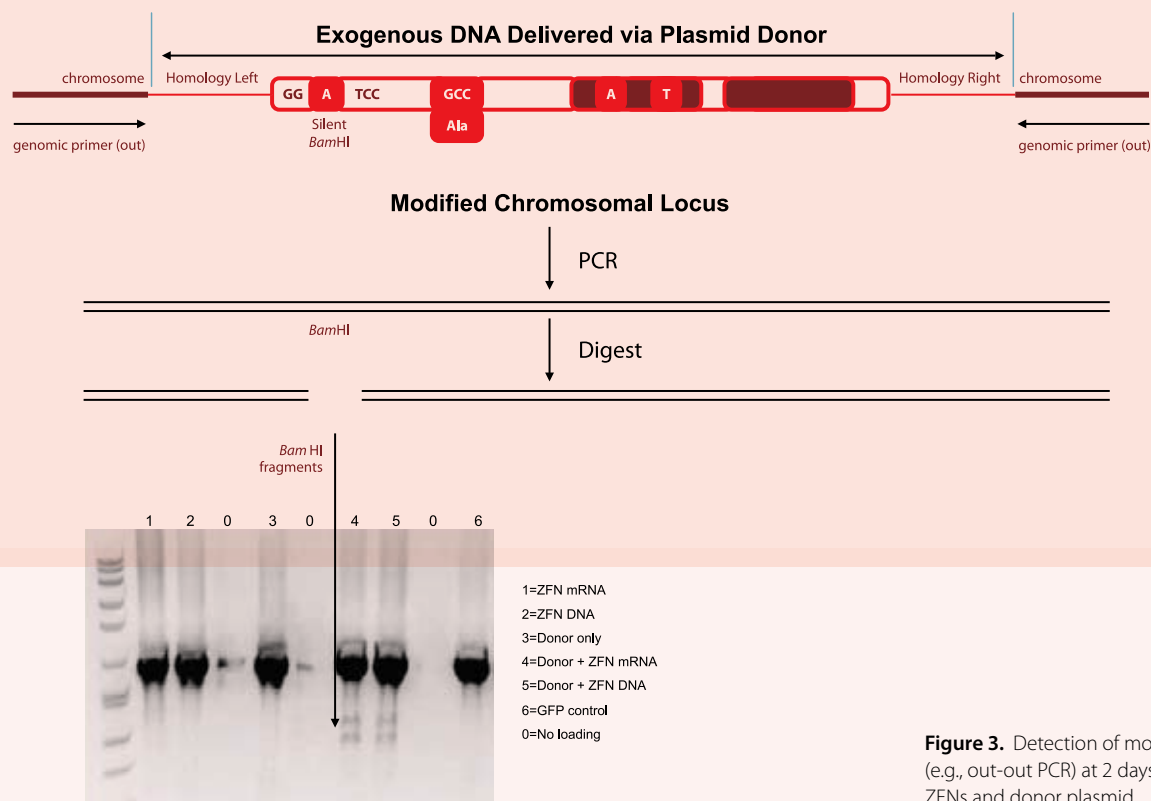 Exogenous DNA Delivered via Plasmid Donor
chromosome Homology Left Homology Right chromosome
GG A TCC GCC A T
Ala
Silent
BamHI
genomic primer (out) genomic primer (out)
Modified Chromosomal Locus
PCR
BamHI
Digest
Bam HI
fragments
1 2 0 3 0 4 5 0 6
1=ZFN mRNA
2=ZFN DNA
3=Donor only
4=Donor + ZFN mRNA
5=Donor + ZFN DNA
6=GFP control
0=No loading
Figure 3. Detection of mo
(e.g., out-out PCR) at 2 days
ZFNs and donor plasmid